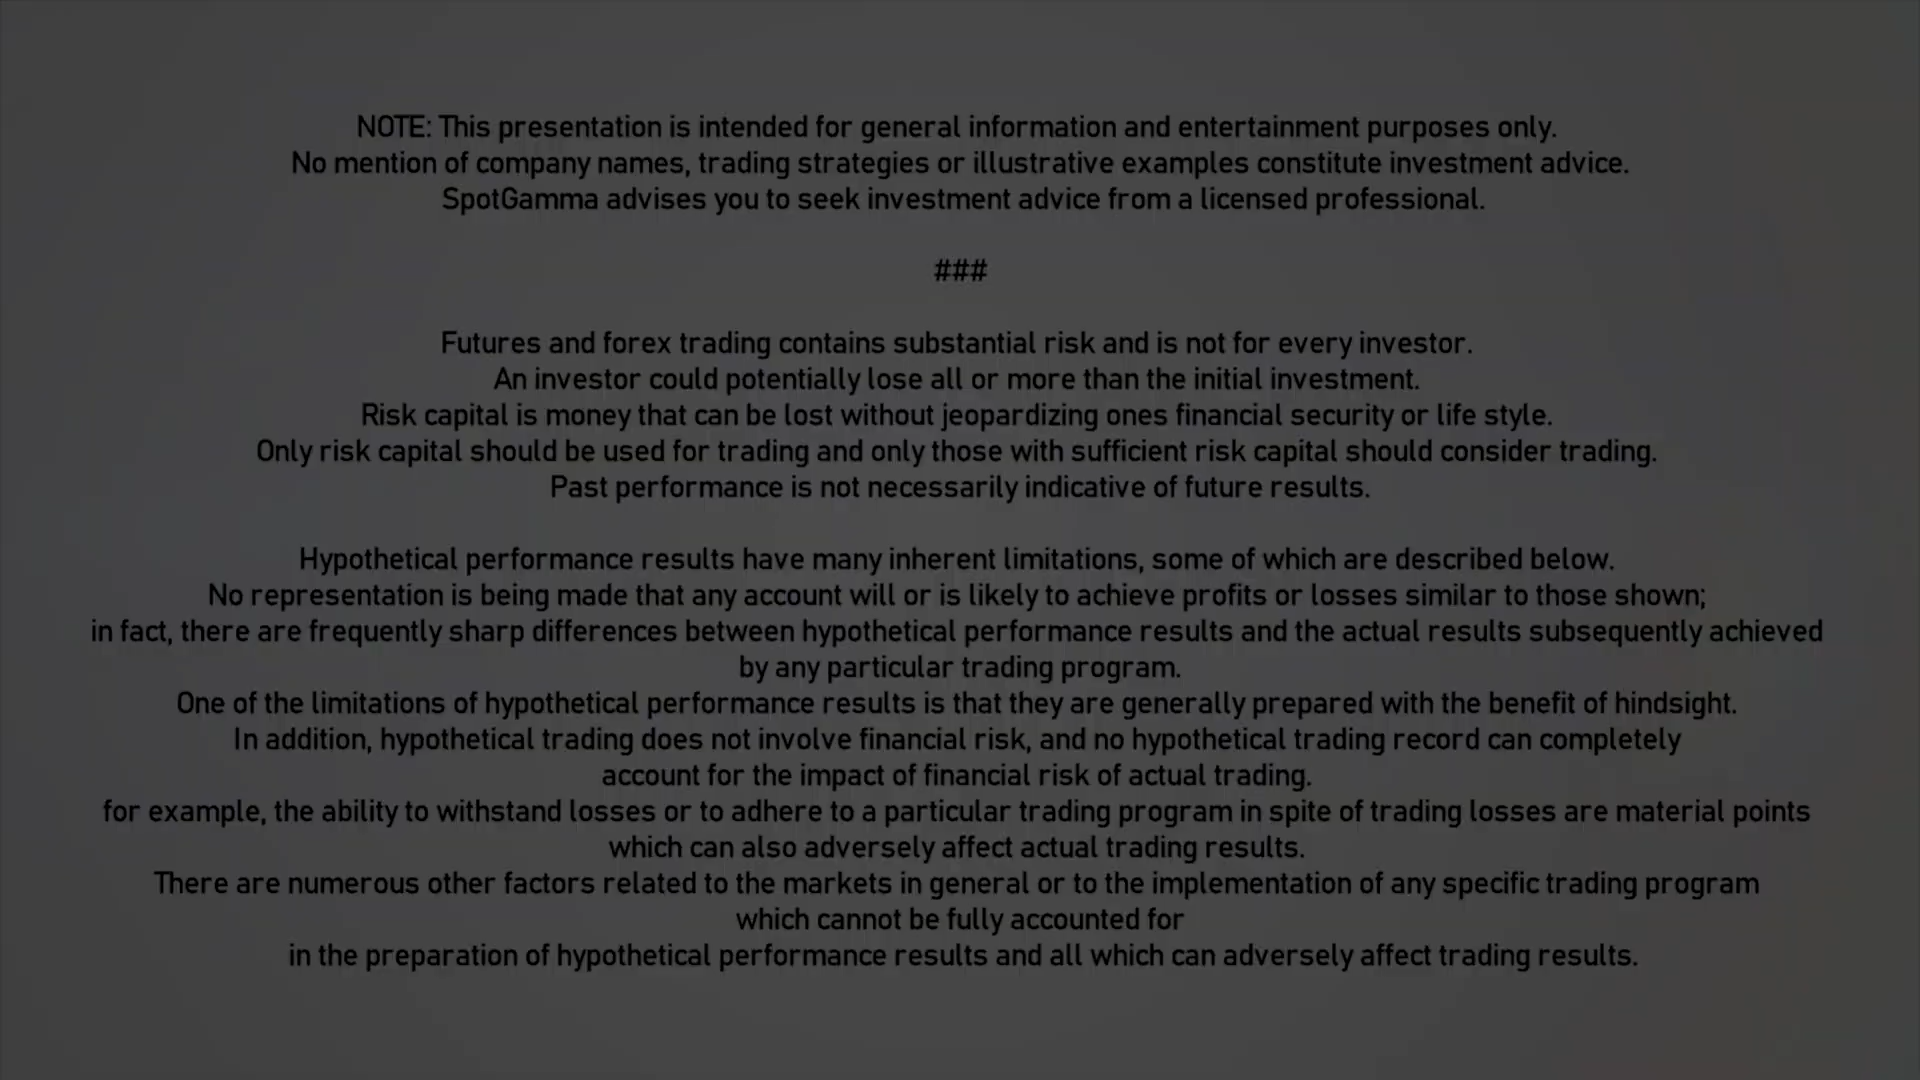 NOTE: This presentation is intended for general information and entertainment purposes only.
No mention of company names, trading strategies or illustrative examples constitute investment advice.
SpotGamma advises you to seek investment advice from a licensed professional.
###
Futures and forex trading contains substantial risk and is not for every investor.
An investor could potentially lose all or more than the initial investment.
Risk capital is money that can be lost without jeopardizing ones financial security or life style.
Only risk capital should be used for trading and only those with sufficient risk capital should consider trading.
Past performance is not necessarily indicative of future results.
Hypothetical performance results have many inherent limitations, some of which are described below.
No representation is being made that any account will or is likely to achieve profits or losses similar to those shown;
in fact, there are frequently sharp differences between hypothetical performance results and the actual results subsequently achieved
by any particular trading program.
One of the limitations of hypothetical performance results is that they are generally prepared with the benefit of hindsight.
In addition, hypothetical trading does not involve financial risk, and no hypothetical trading record can completely
account for the impact of financial risk of actual trading.
for example, the ability to withstand losses or to adhere to a particular trading program in spite of trading losses are material points
which can also adversely affect actual trading results.
There are numerous other factors related to the markets in general or to the implementation of any specific trading program
which cannot be fully accounted for
in the preparation of hypothetical performance results and all which can adversely affect trading results.